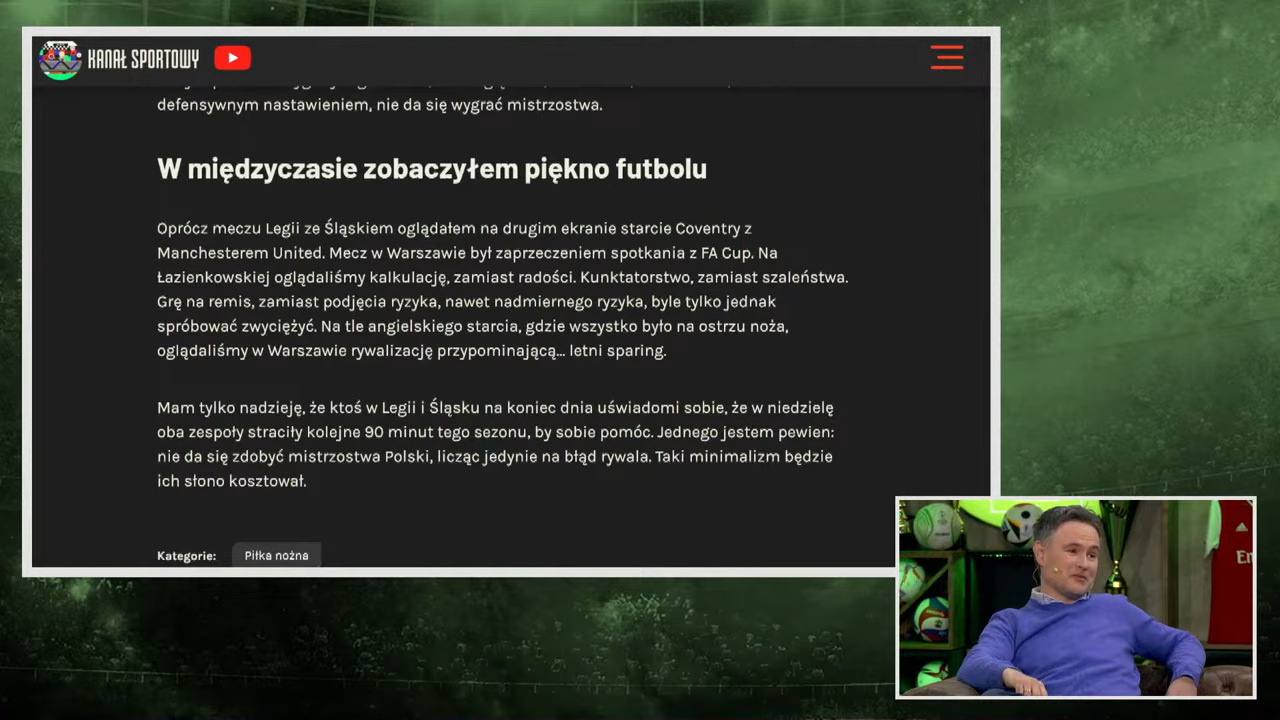 KANAŁ SPORTOWY
defensywnym nastawieniem, nie da się wygrać mistrzostwa.
W międzyczasie zobaczyłem piękno futbolu
Oprócz meczu Legii ze Śląskiem oglądałem na drugim ekranie starcie Coventry z
Manchesterem United. Mecz w Warszawie był zaprzeczeniem spotkania z FA Cup. Na
Łazienkowskiej oglądaliśmy kalkulację, zamiast radości. Kunktatorstwo, zamiast szaleństwa.
Grę na remis, zamiast podjęcia ryzyka, nawet nadmiernego ryzyka, byle tylko jednak
spróbować zwyciężyć. Na tle angielskiego starcia, gdzie wszystko było na ostrzu noża,
oglądaliśmy w Warszawie rywalizację przypominającą... letni sparing.
Mam tylko nadzieję, że ktoś w Legii i Śląsku na koniec dnia uświadomi sobie, że w niedzielę
oba zespoły straciły kolejne 90 minut tego sezonu, by sobie pomóc. Jednego jestem pewien:
nie da się zdobyć mistrzostwa Polski, licząc jedynie na błąd rywala. Taki minimalizm będzie
ich słono kosztował.
Kategorie: Piłka nożna